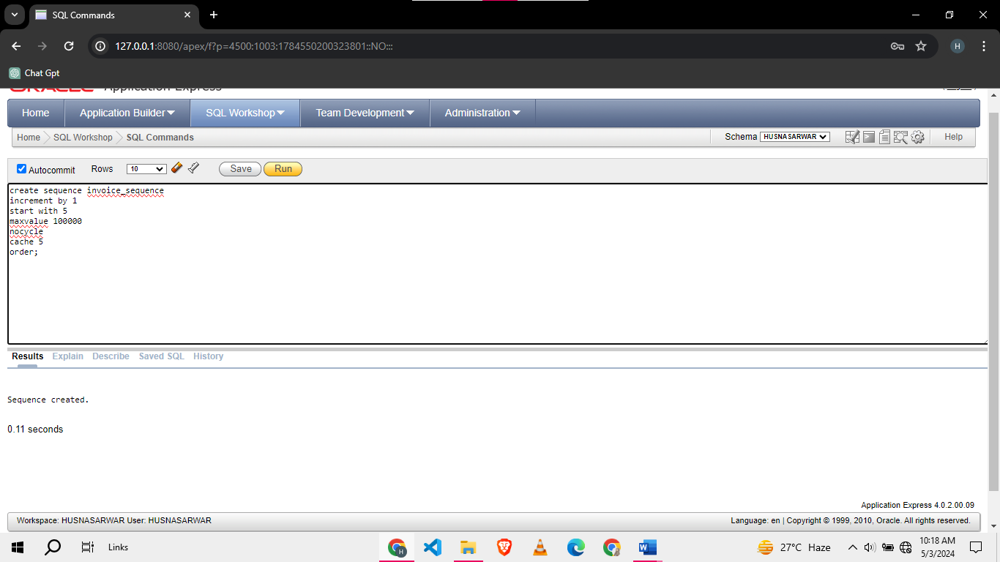 SQL Commands
127.0.0.1:8080/apex/f?p=4500:1003:1784550200323801::NO:::
H
Chat Gpt
ORACLE Application Express
Home Application Builder SQL Workshop Team Development Administration
Home SQL Workshop SQL Commands Schema HUSNASARWAR Help
Autocommit Rows 10 Save Run
create sequence invoice_sequence
increment by 1
start with 5
maxvalue 100000
nocycle
cache 5
order;
Results Explain Describe Saved SQL History
Sequence created.
0.11 seconds
Application Express 4.0.2.00.09
Workspace: HUSNASARWAR User: HUSNASARWAR Language: en | Copyright © 1999, 2010, Oracle. All rights reserved.
Links H W 27°C Haze 10:18 AM
5/3/2024